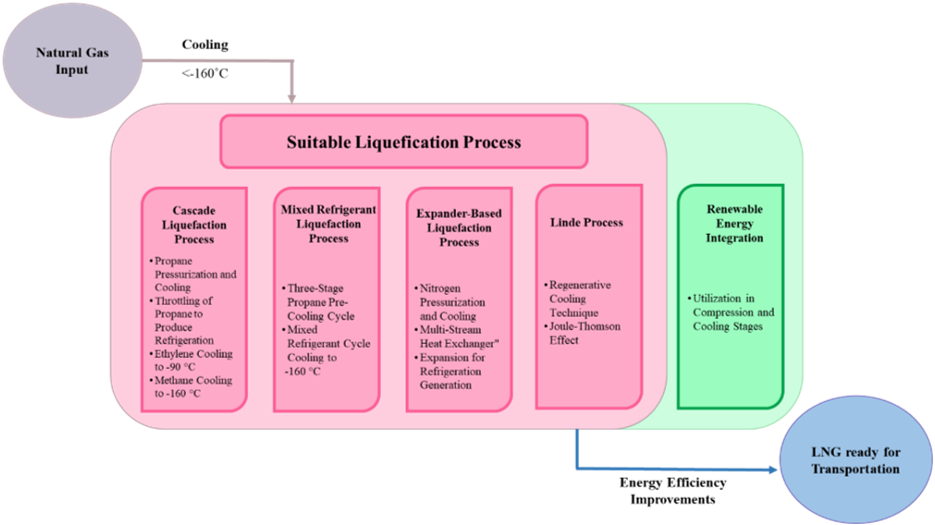 Natural Gas
Input
Cooling
<-160˚C
Suitable Liquefication Process
Cascade
Liquefaction
Process
• Propane
Pressurization and
Cooling
• Throttling of
Propane to
Produce
Refrigeration
• Ethylene Cooling
to -90 °C
• Methane Cooling
to -160 °C
Mixed Refrigerant
Liquefaction
Process
• Three-Stage
Propane Pre-
Cooling Cycle
• Mixed
Refrigerant Cycle
Cooling to
-160 °C
Expander-Based
Liquefaction
Process
• Nitrogen
Pressurization
and Cooling
• Multi-Stream
Heat Exchanger"
• Expansion for
Refrigeration
Generation
Linde Process
• Regenerative
Cooling
Technique
• Joule-Thomson
Effect
Renewable
Energy
Integration
• Utilization in
Compression and
Cooling Stages
Energy Efficiency
Improvements
LNG ready for
Transportation